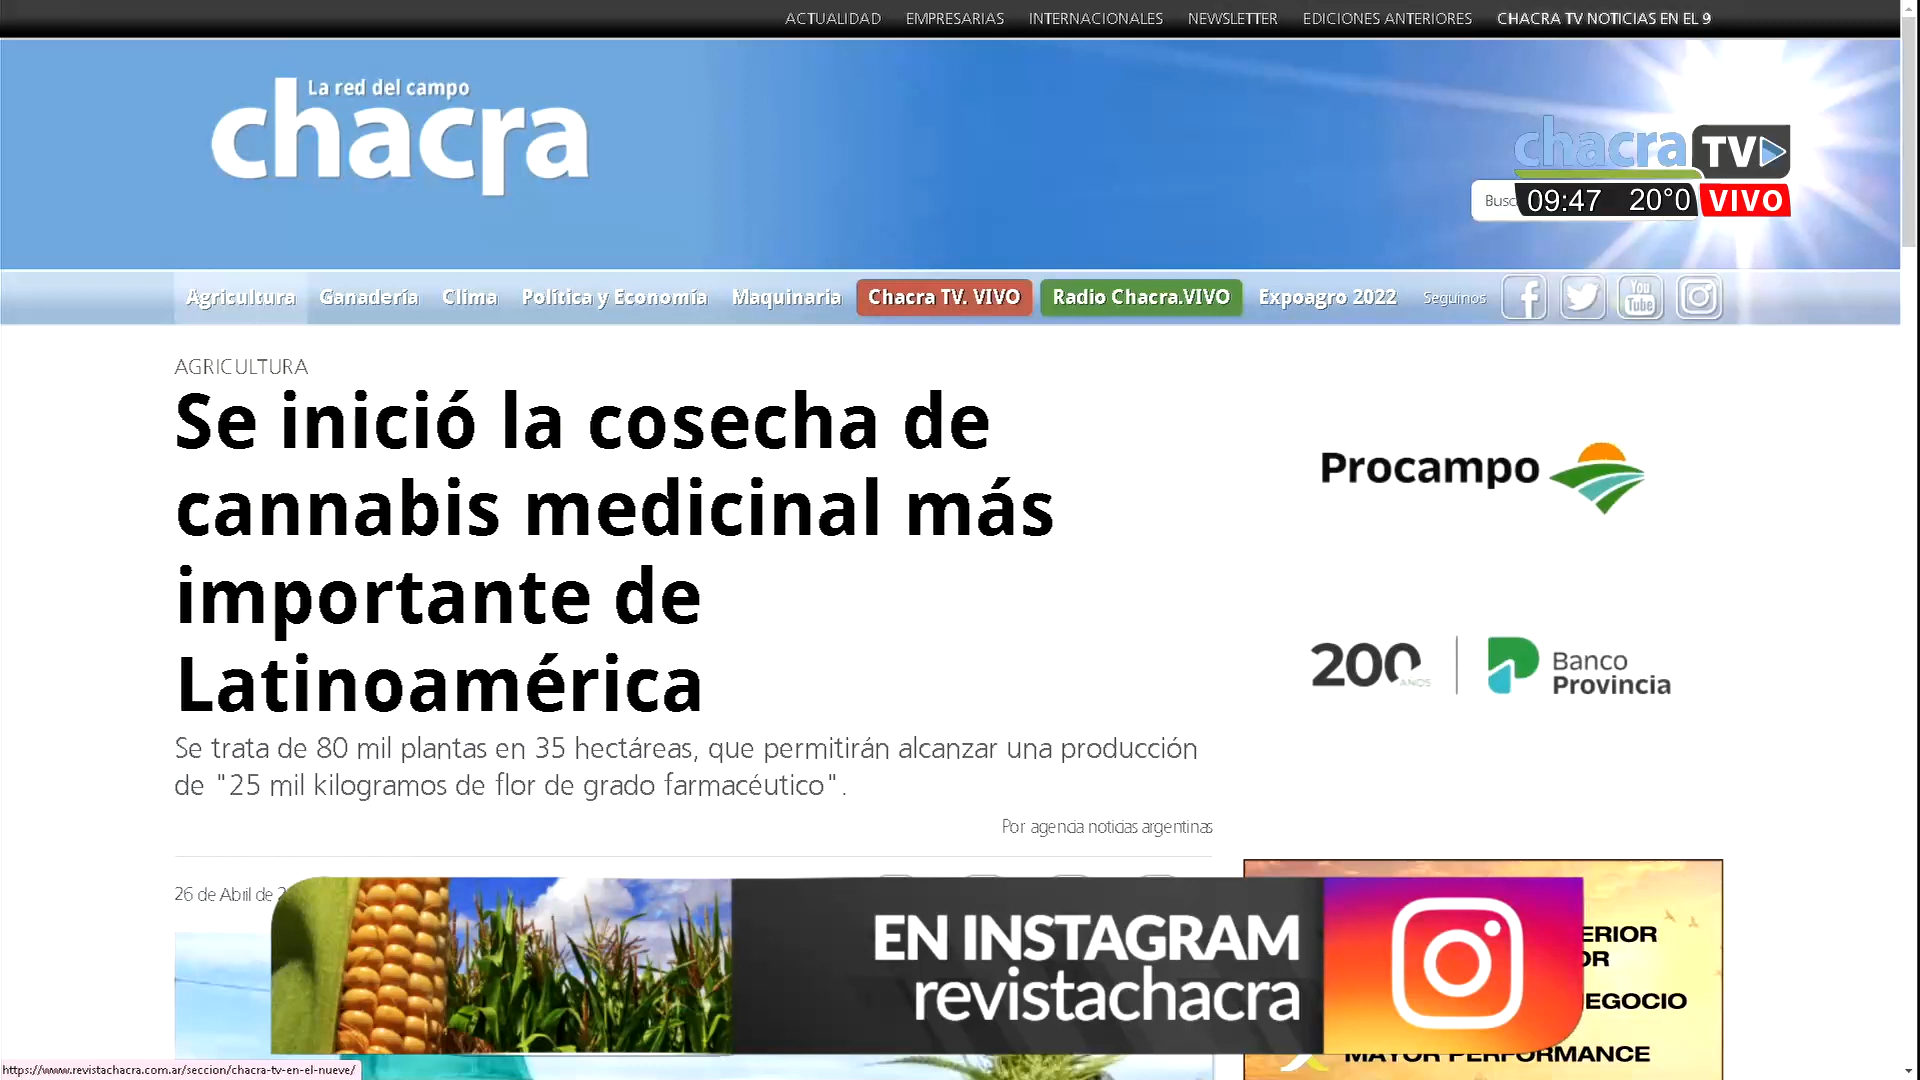 ACTUALIDAD EMPRESARIAS INTERNACIONALES NEWSLETTER EDICIONES ANTERIORES CHACRA TV NOTICIAS EN EL 9
La red del campo
chacra
chacra TV
09:47 20°0 VIVO
Agricultura Ganadería Clima Política y Economía Maquinaria Chacra TV. VIVO Radio Chacra.VIVO Expoagro 2022 Seguinos
You
Tube
AGRICULTURA
Se inició la cosecha de
cannabis medicinal más
importante de
Latinoamérica
Se trata de 80 mil plantas en 35 hectáreas, que permitirán alcanzar una producción
de "25 mil kilogramos de flor de grado farmacéutico".
Por agencia noticias argentinas
26 de Abril de
Procampo
200 AÑOS
Banco
Provincia
EN INSTAGRAM
revistachacra
MAYOR PERFORMANCE
https://www.revistachacra.com.ar/seccion/chacra-tv-en-el-nueve/